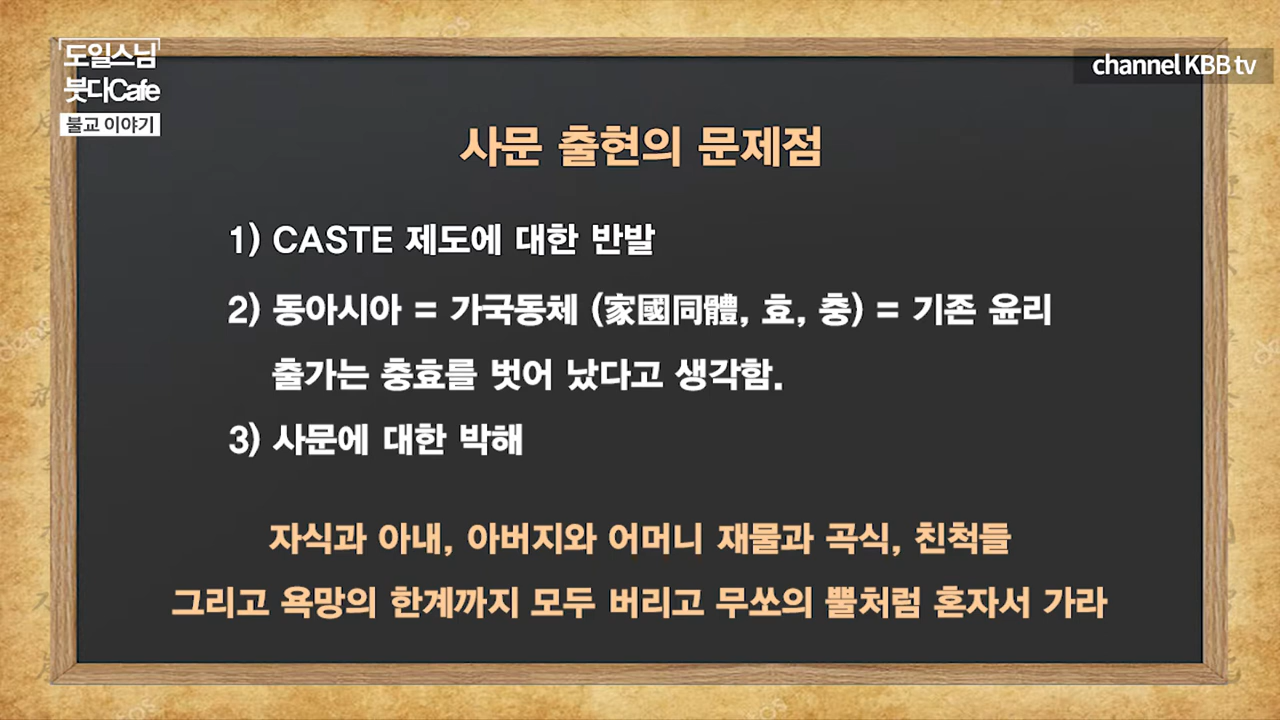 도일스님
붓다Cafe
불교 이야기
channel KBB tv
사문 출현의 문제점
1) CASTE 제도에 대한 반발
2) 동아시아 = 가국동체 (家國同體, 효, 충) = 기존 윤리
출가는 충효를 벗어 났다고 생각함.
3) 사문에 대한 박해
자식과 아내, 아버지와 어머니 재물과 곡식, 친척들
그리고 욕망의 한계까지 모두 버리고 무쏘의 뿔처럼 혼자서 가라